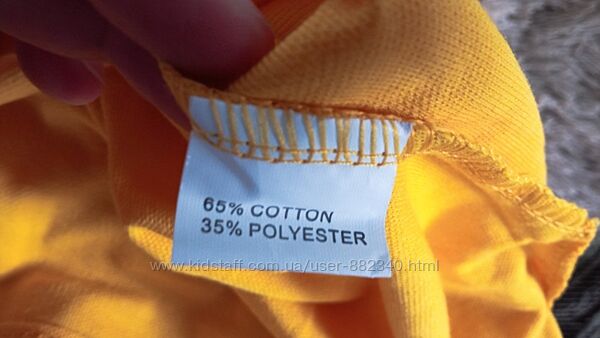 65% COTTON
35% POLYESTER
www.kidstaff.com.ua/user-882340.html